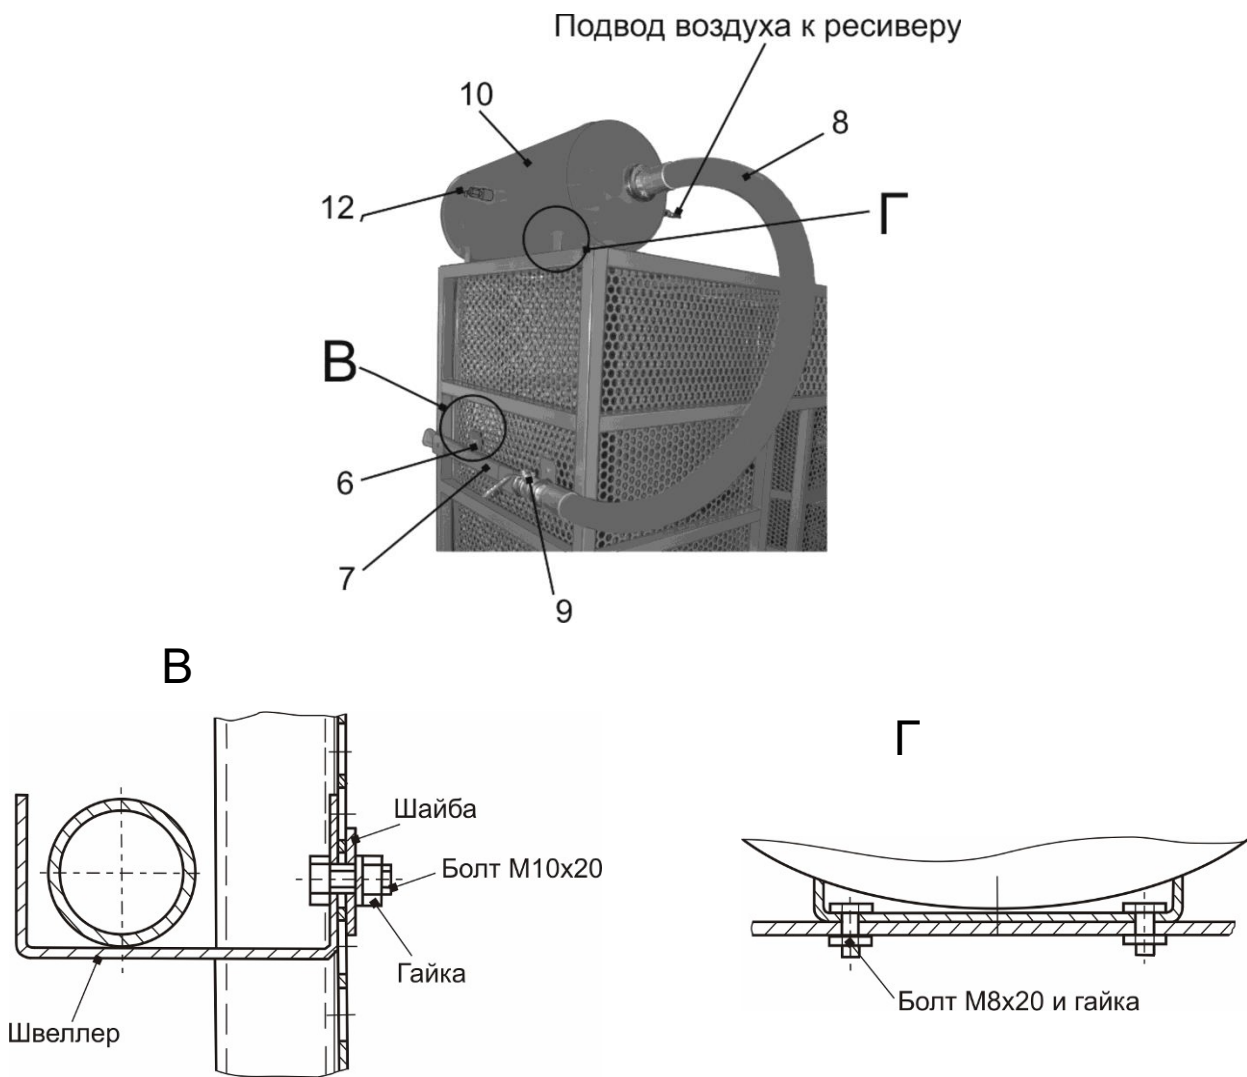 Подвод воздуха к ресиверу
10
8
12
Г
В
6
7
9
В
Г
Шайба
Болт М10х20
Гайка
Швеллер
Болт М8х20 и гайка